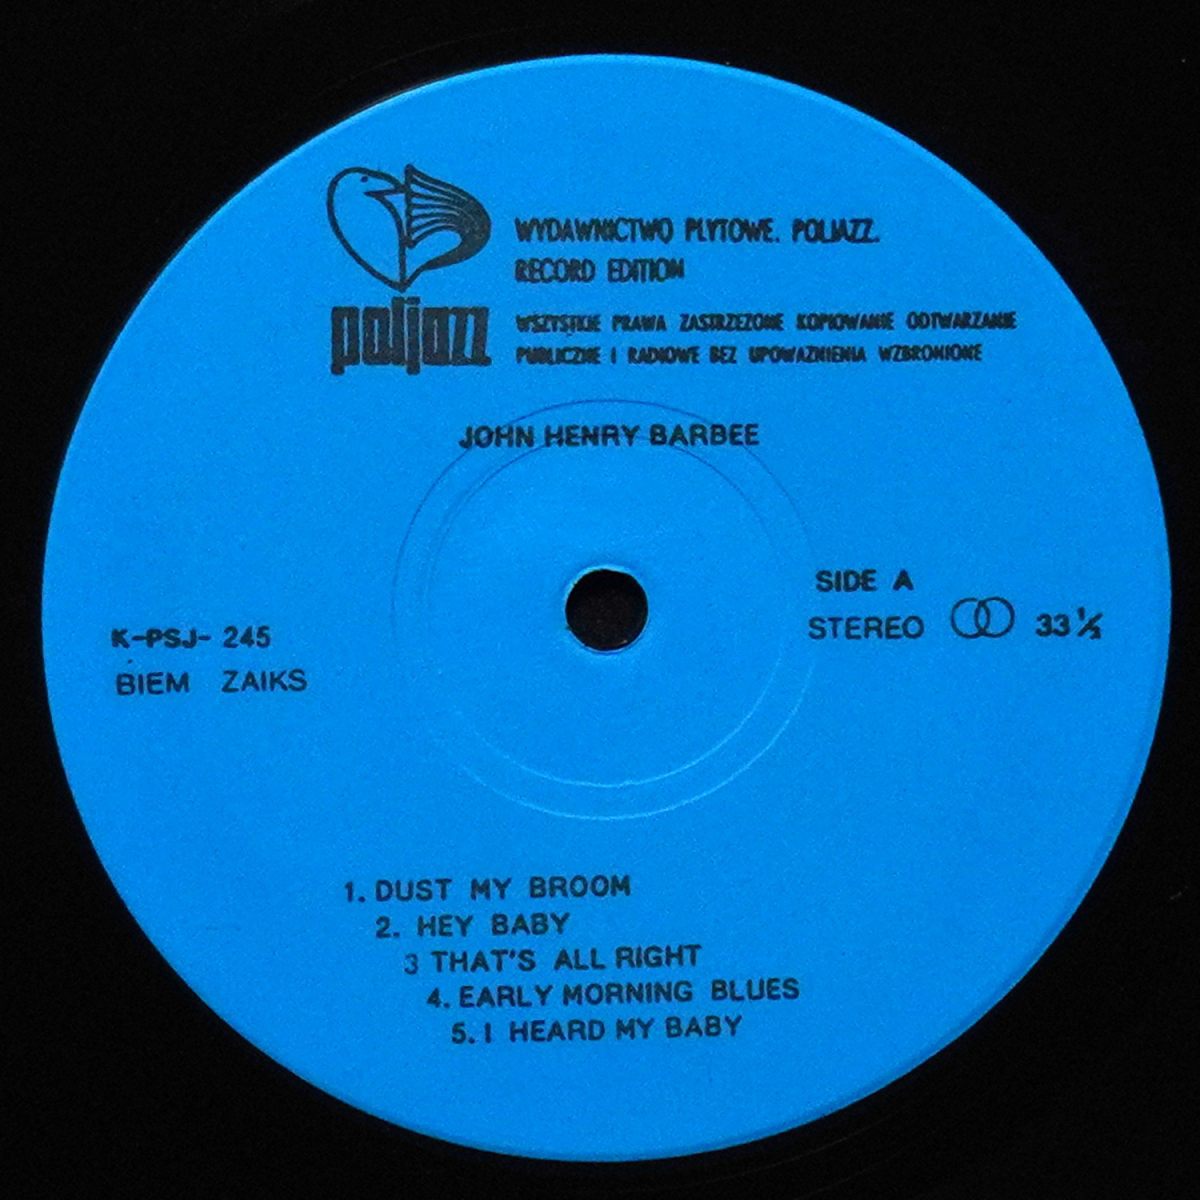 WYDAWNICTWO PLYTOWE. POLJAZZ.
RECORD EDITION
poljazz
WSZYSTKIE PRAWA ZASTRZEZONE KOPIOWANIE ODTWARZANIE
PUBLICZNE I RADIOWE BEZ UPOWAZNIENIA WZBRONIONE
JOHN HENRY BARBEE
SIDE A
STEREO 33 ⅓
K-PSJ- 245
BIEM ZAIKS
1. DUST MY BROOM
2. HEY BABY
3 THAT'S ALL RIGHT
4. EARLY MORNING BLUES
5. I HEARD MY BABY